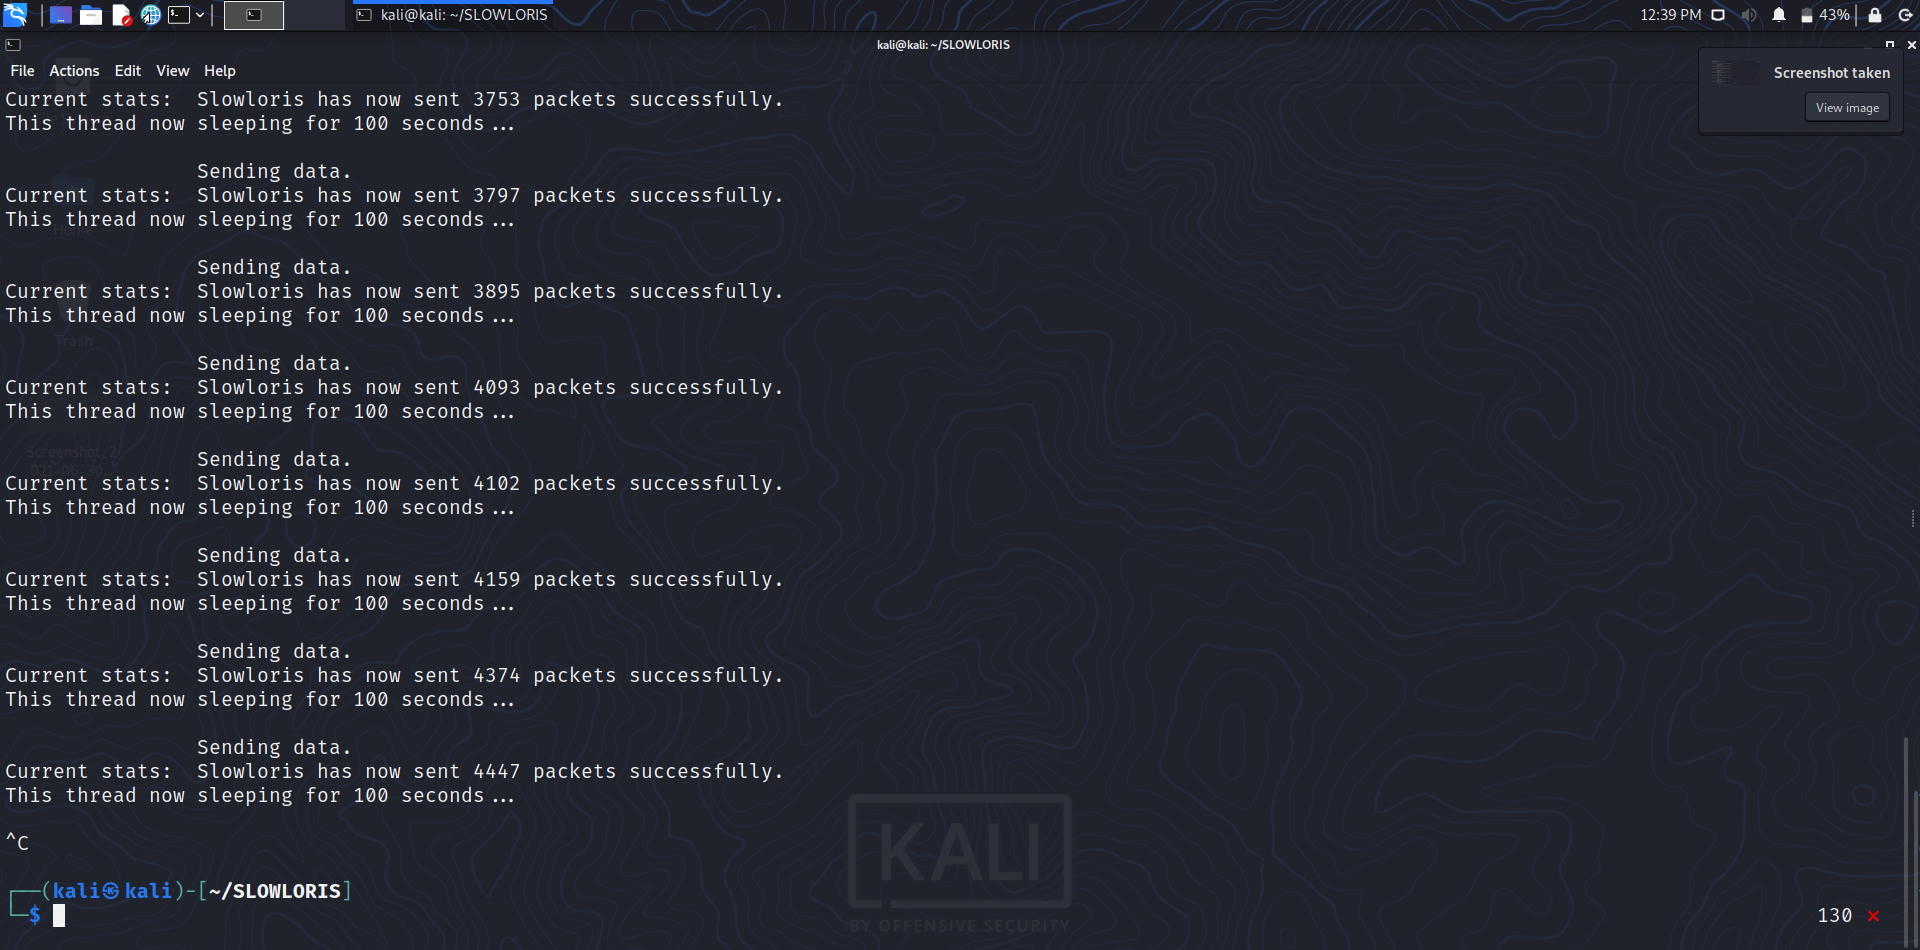 kali@kali: ~/SLOWLORIS
12:39 PM
43%
kali@kali: ~/SLOWLORIS
File Actions Edit View Help
Screenshot taken
View image
Current stats: Slowloris has now sent 3753 packets successfully.
This thread now sleeping for 100 seconds...
Sending data.
Current stats: Slowloris has now sent 3797 packets successfully.
This thread now sleeping for 100 seconds...
Home
Sending data.
Current stats: Slowloris has now sent 3895 packets successfully.
This thread now sleeping for 100 seconds...
Trash
Sending data.
Current stats: Slowloris has now sent 4093 packets successfully.
This thread now sleeping for 100 seconds...
Screenshot_2
021-06-30
Sending data.
Current stats: Slowloris has now sent 4102 packets successfully.
This thread now sleeping for 100 seconds...
Sending data.
Current stats: Slowloris has now sent 4159 packets successfully.
This thread now sleeping for 100 seconds...
Sending data.
Current stats: Slowloris has now sent 4374 packets successfully.
This thread now sleeping for 100 seconds...
Sending data.
Current stats: Slowloris has now sent 4447 packets successfully.
This thread now sleeping for 100 seconds...
^C
┌──(kali㉿kali)-[~/SLOWLORIS]
└─$
130 ⨯
KALI
BY OFFENSIVE SECURITY